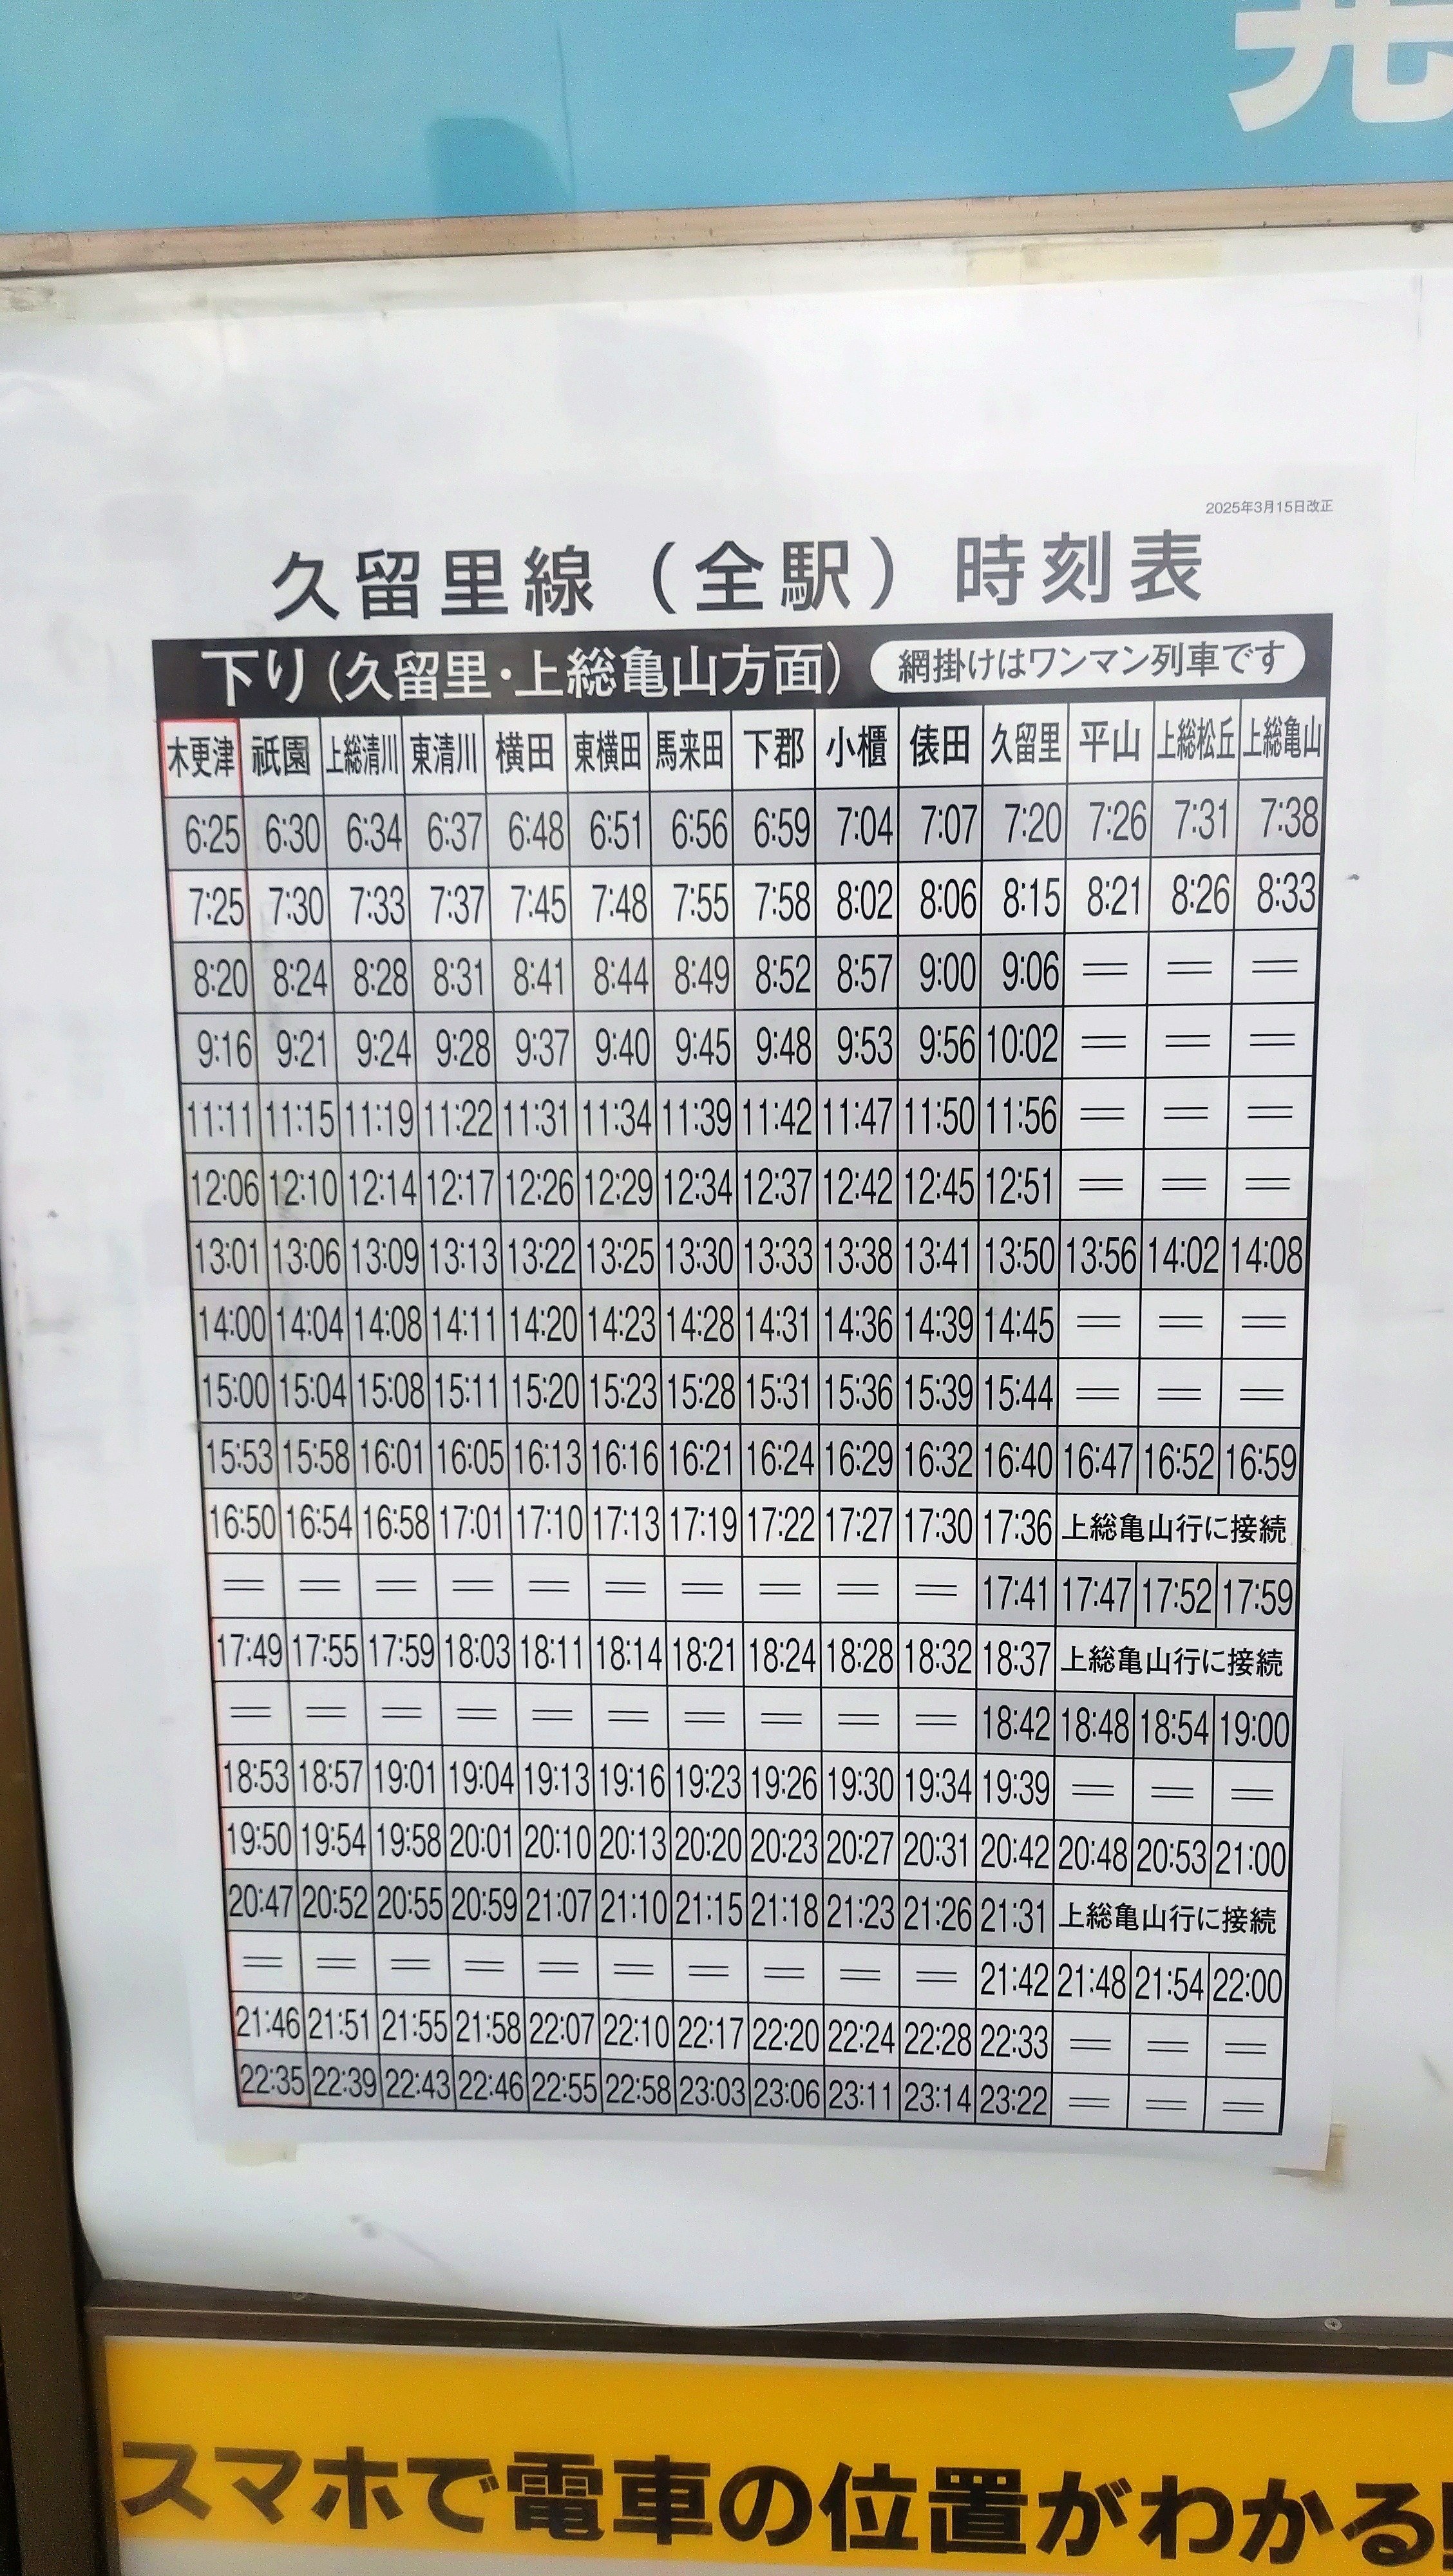 2025年3月15日改正
久留里線（全駅）時刻表
下り（久留里・上総亀山方面） 網掛けはワンマン列車です
木更津 祇園 上総清川 東清川 横田 東横田 馬来田 下郡 小櫃 俵田 久留里 平山 上総松丘 上総亀山
6:25 6:30 6:34 6:37 6:48 6:51 6:56 6:59 7:04 7:07 7:20 7:26 7:31 7:38
7:25 7:30 7:33 7:37 7:45 7:48 7:55 7:58 8:02 8:06 8:15 8:21 8:26 8:33
8:20 8:24 8:28 8:31 8:41 8:44 8:49 8:52 8:57 9:00 9:06 ＝ ＝ ＝
9:16 9:21 9:24 9:28 9:37 9:40 9:45 9:48 9:53 9:56 10:02 ＝ ＝ ＝
11:11 11:15 11:19 11:22 11:31 11:34 11:39 11:42 11:47 11:50 11:56 ＝ ＝ ＝
12:06 12:10 12:14 12:17 12:26 12:29 12:34 12:37 12:42 12:45 12:51 ＝ ＝ ＝
13:01 13:06 13:09 13:13 13:22 13:25 13:30 13:33 13:38 13:41 13:50 13:56 14:02 14:08
14:00 14:04 14:08 14:11 14:20 14:23 14:28 14:31 14:36 14:39 14:45 ＝ ＝ ＝
15:00 15:04 15:08 15:11 15:20 15:23 15:28 15:31 15:36 15:39 15:44 ＝ ＝ ＝
15:53 15:58 16:01 16:05 16:13 16:16 16:21 16:24 16:29 16:32 16:40 16:47 16:52 16:59
16:50 16:54 16:58 17:01 17:10 17:13 17:19 17:22 17:27 17:30 17:36 上総亀山行に接続
＝ ＝ ＝ ＝ ＝ ＝ ＝ ＝ ＝ ＝ 17:41 17:47 17:52 17:59
17:49 17:55 17:59 18:03 18:11 18:14 18:21 18:24 18:28 18:32 18:37 上総亀山行に接続
＝ ＝ ＝ ＝ ＝ ＝ ＝ ＝ ＝ ＝ 18:42 18:48 18:54 19:00
18:53 18:57 19:01 19:04 19:13 19:16 19:23 19:26 19:30 19:34 19:39 ＝ ＝ ＝
19:50 19:54 19:58 20:01 20:10 20:13 20:20 20:23 20:27 20:31 20:42 20:48 20:53 21:00
20:47 20:52 20:55 20:59 21:07 21:10 21:15 21:18 21:23 21:26 21:31 上総亀山行に接続
＝ ＝ ＝ ＝ ＝ ＝ ＝ ＝ ＝ ＝ 21:42 21:48 21:54 22:00
21:46 21:51 21:55 21:58 22:07 22:10 22:17 22:20 22:24 22:28 22:33 ＝ ＝ ＝
22:35 22:39 22:43 22:46 22:55 22:58 23:03 23:06 23:11 23:14 23:22 ＝ ＝ ＝
スマホで電車の位置がわかる!